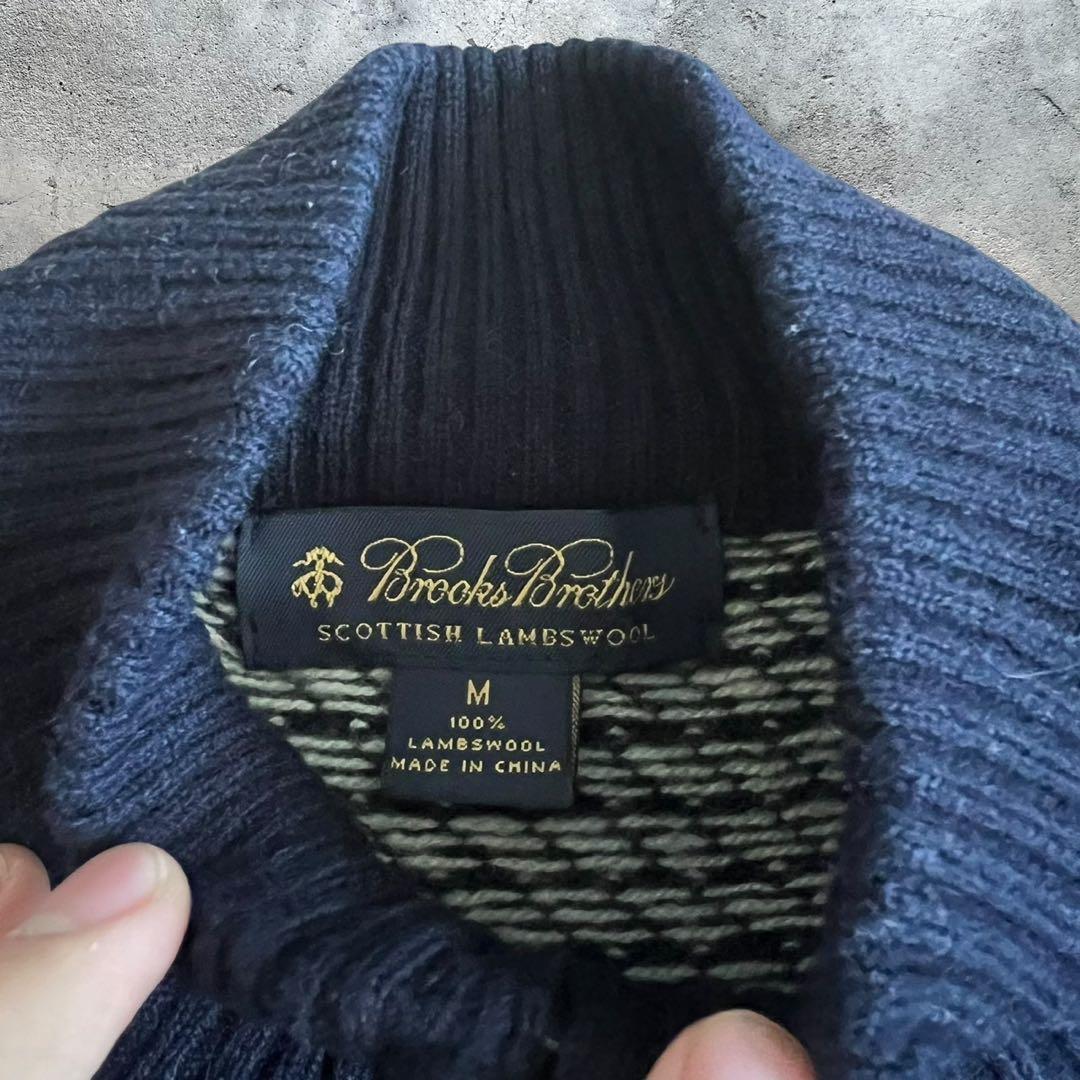 Brooks Brothers
SCOTTISH LAMBSWOOL
M
100%
LAMBSWOOL
MADE IN CHINA